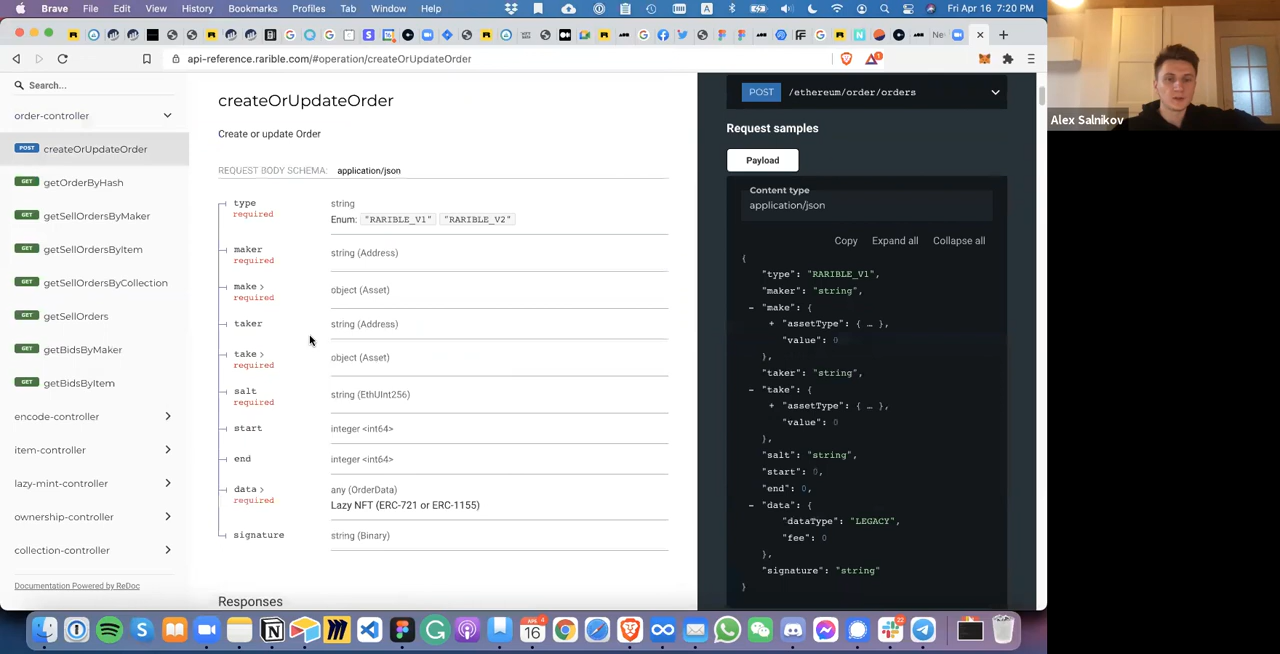 Brave File Edit View History Bookmarks Profiles Tab Window Help Fri Apr 16 7:20 PM
api-reference.rarible.com/#operation/createOrUpdateOrder
Search...
order-controller
POST createOrUpdateOrder
GET getOrderByHash
GET getSellOrdersByMaker
GET getSellOrdersByItem
GET getSellOrdersByCollection
GET getSellOrders
GET getBidsByMaker
GET getBidsByItem
encode-controller
item-controller
lazy-mint-controller
ownership-controller
collection-controller
Documentation Powered by ReDoc
createOrUpdateOrder
Create or update Order
REQUEST BODY SCHEMA: application/json
type string
required Enum: "RARIBLE_V1" "RARIBLE_V2"
maker string (Address)
required
make > object (Asset)
required
taker string (Address)
take > object (Asset)
required
salt string (EthUInt256)
required
start integer <int64>
end integer <int64>
data > any (OrderData)
required Lazy NFT (ERC-721 or ERC-1155)
signature string (Binary)
Responses
POST /ethereum/order/orders
Request samples
Payload
Content type
application/json
Copy Expand all Collapse all
{
"type": "RARIBLE_V1",
"maker": "string",
- "make": {
+ "assetType": { … },
"value": 0
},
"taker": "string",
- "take": {
+ "assetType": { … },
"value": 0
},
"salt": "string",
"start": 0,
"end": 0,
- "data": {
"dataType": "LEGACY",
"fee": 0
},
"signature": "string"
}
Alex Salnikov